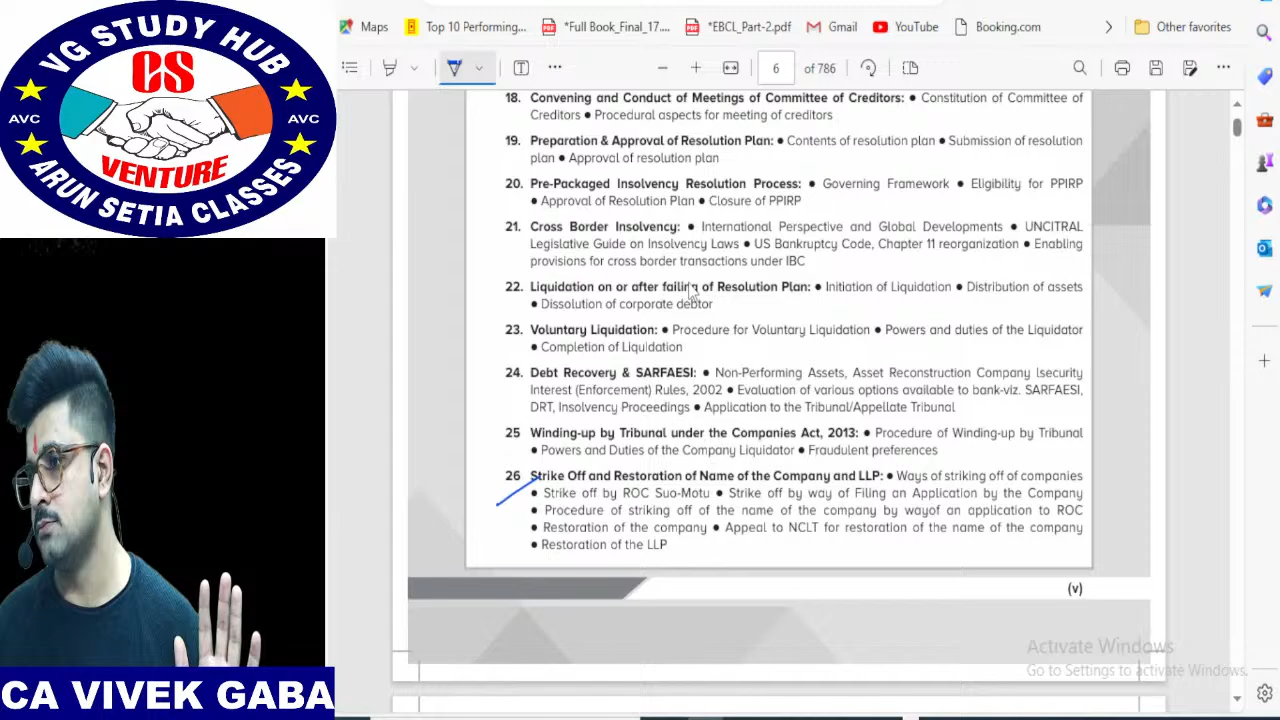 VG STUDY HUB
CS
AVC
AVC
VENTURE
ARUN SETIA CLASSES
Maps
Top 10 Performing...
*Full Book_Final_17....
*EBCL_Part-2.pdf
Gmail
YouTube
Booking.com
Other favorites
6 of 786
18. Convening and Conduct of Meetings of Committee of Creditors: ● Constitution of Committee of
Creditors ● Procedural aspects for meeting of creditors
19. Preparation & Approval of Resolution Plan: ● Contents of resolution plan ● Submission of resolution
plan ● Approval of resolution plan
20. Pre-Packaged Insolvency Resolution Process: ● Governing Framework ● Eligibility for PPIRP
● Approval of Resolution Plan ● Closure of PPIRP
21. Cross Border Insolvency: ● International Perspective and Global Developments ● UNCITRAL
Legislative Guide on Insolvency Laws ● US Bankruptcy Code, Chapter 11 reorganization ● Enabling
provisions for cross border transactions under IBC
22. Liquidation on or after failing of Resolution Plan: ● Initiation of Liquidation ● Distribution of assets
● Dissolution of corporate debtor
23. Voluntary Liquidation: ● Procedure for Voluntary Liquidation ● Powers and duties of the Liquidator
● Completion of Liquidation
24. Debt Recovery & SARFAESI: ● Non-Performing Assets, Asset Reconstruction Company lsecurity
Interest (Enforcement) Rules, 2002 ● Evaluation of various options available to bank-viz. SARFAESI,
DRT, Insolvency Proceedings ● Application to the Tribunal/Appellate Tribunal
25 Winding-up by Tribunal under the Companies Act, 2013: ● Procedure of Winding-up by Tribunal
● Powers and Duties of the Company Liquidator ● Fraudulent preferences
26 Strike Off and Restoration of Name of the Company and LLP: ● Ways of striking off of companies
● Strike off by ROC Suo-Motu ● Strike off by way of Filing an Application by the Company
● Procedure of striking off of the name of the company by wayof an application to ROC
● Restoration of the company ● Appeal to NCLT for restoration of the name of the company
● Restoration of the LLP
(v)
Activate Windows
Go to Settings to activate Windows.
CA VIVEK GABA